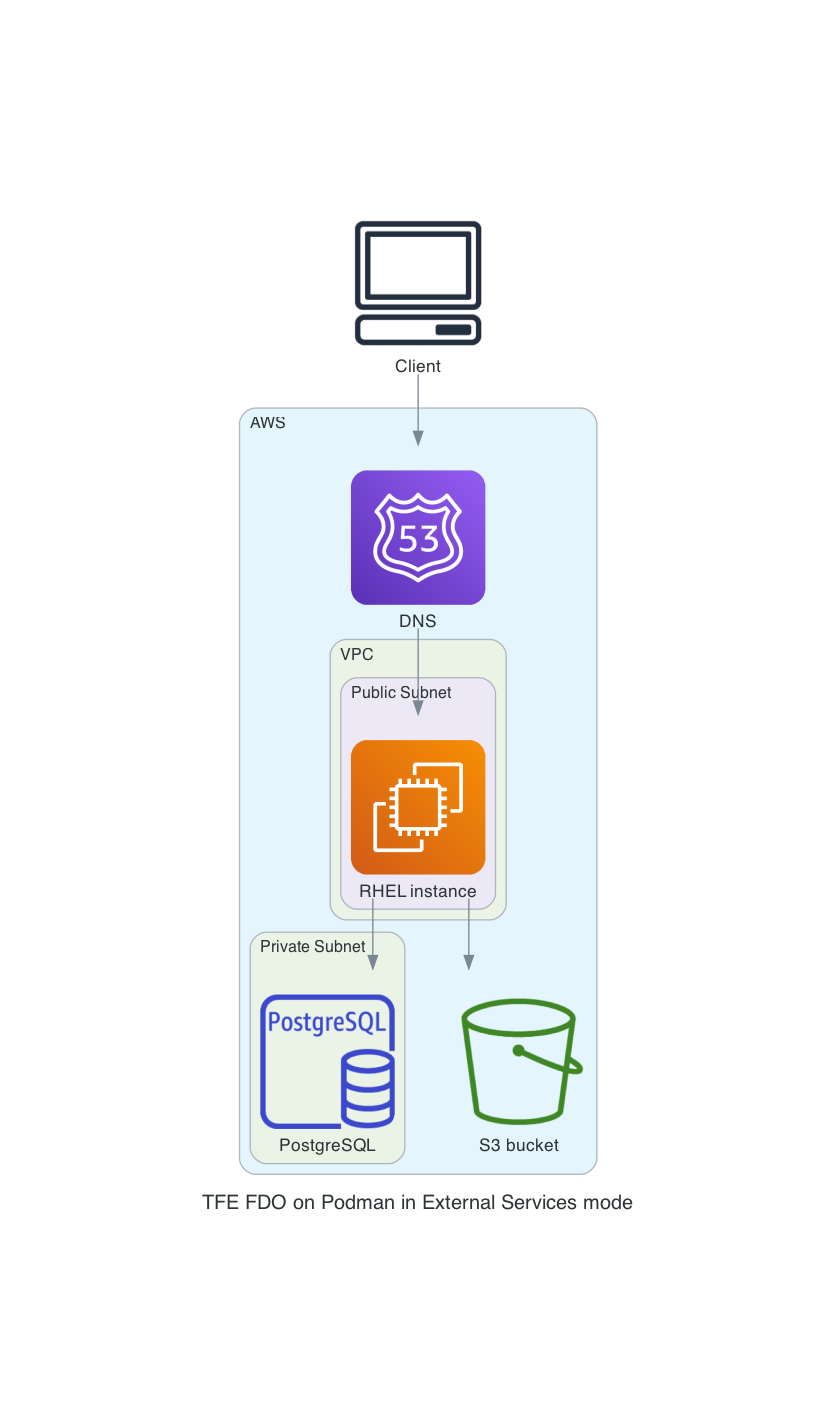 Client
AWS
53
DNS
VPC
Public Subnet
RHEL instance
Private Subnet
PostgreSQL
PostgreSQL
S3 bucket
TFE FDO on Podman in External Services mode